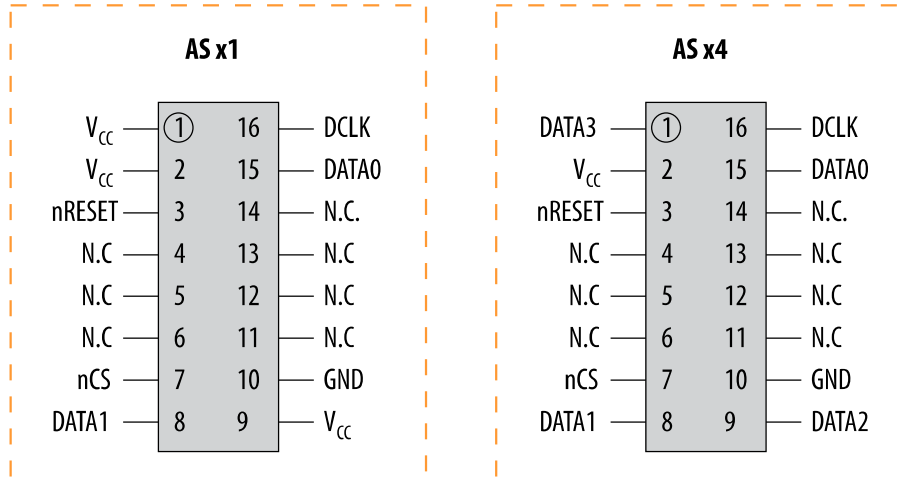 AS x1
AS x4
VCC 1 16 DCLK
DATA3 1 16 DCLK
VCC 2 15 DATA0
VCC 2 15 DATA0
nRESET 3 14 N.C.
nRESET 3 14 N.C.
N.C 4 13 N.C
N.C 4 13 N.C
N.C 5 12 N.C
N.C 5 12 N.C
N.C 6 11 N.C
N.C 6 11 N.C
nCS 7 10 GND
nCS 7 10 GND
DATA1 8 9 VCC
DATA1 8 9 DATA2